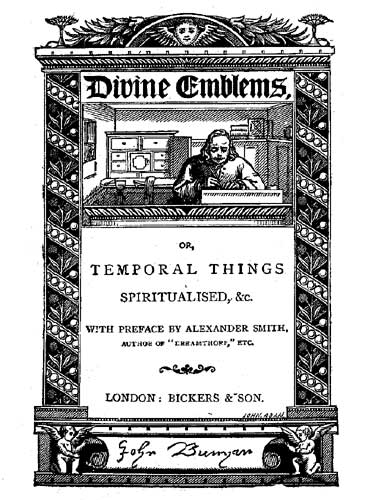 Divine Emblems,
OR,
TEMPORAL THINGS
SPIRITUALISED, &c.
WITH PREFACE BY ALEXANDER SMITH,
AUTHOR OF "DREAMTHORP," ETC.
LONDON: BICKERS & SON.
John Bunyan